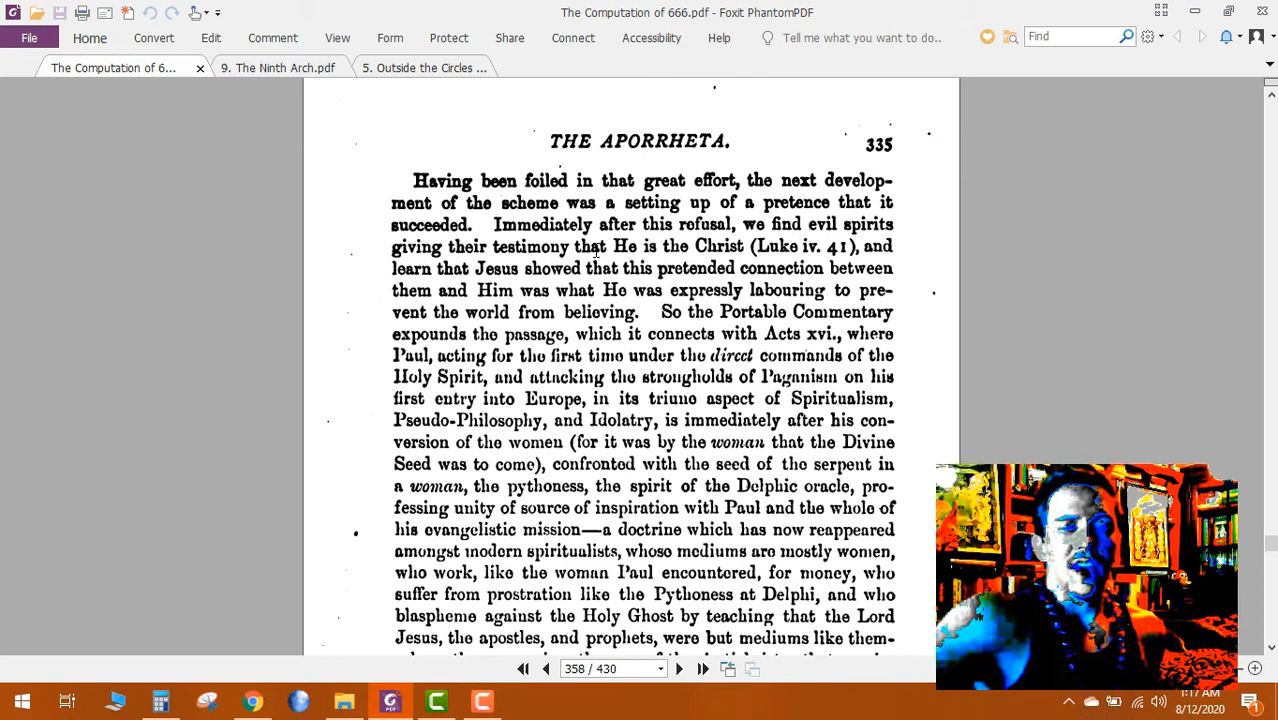 The Computation of 666.pdf - Foxit PhantomPDF
File Home Convert Edit Comment View Form Protect Share Connect Accessibility Help Tell me what you want to do... Find
The Computation of 6... 9. The Ninth Arch.pdf 5. Outside the Circles ...
THE APORRHETA. 335
Having been foiled in that great effort, the next develop-
ment of the scheme was a setting up of a pretence that it
succeeded. Immediately after this refusal, we find evil spirits
giving their testimony that He is the Christ (Luke iv. 41), and
learn that Jesus showed that this pretended connection between
them and Him was what He was expressly labouring to pre-
vent the world from believing. So the Portable Commentary
expounds the passage, which it connects with Acts xvi., where
Paul, acting for the first time under the direct commands of the
Holy Spirit, and attacking the strongholds of Paganism on his
first entry into Europe, in its triune aspect of Spiritualism,
Pseudo-Philosophy, and Idolatry, is immediately after his con-
version of the women (for it was by the woman that the Divine
Seed was to come), confronted with the seed of the serpent in
a woman, the pythoness, the spirit of the Delphic oracle, pro-
fessing unity of source of inspiration with Paul and the whole of
his evangelistic mission—a doctrine which has now reappeared
amongst modern spiritualists, whose mediums are mostly women,
who work, like the woman Paul encountered, for money, who
suffer from prostration like the Pythoness at Delphi, and who
blaspheme against the Holy Ghost by teaching that the Lord
Jesus, the apostles, and prophets, were but mediums like them-
358 / 430
1:17 AM
8/12/2020